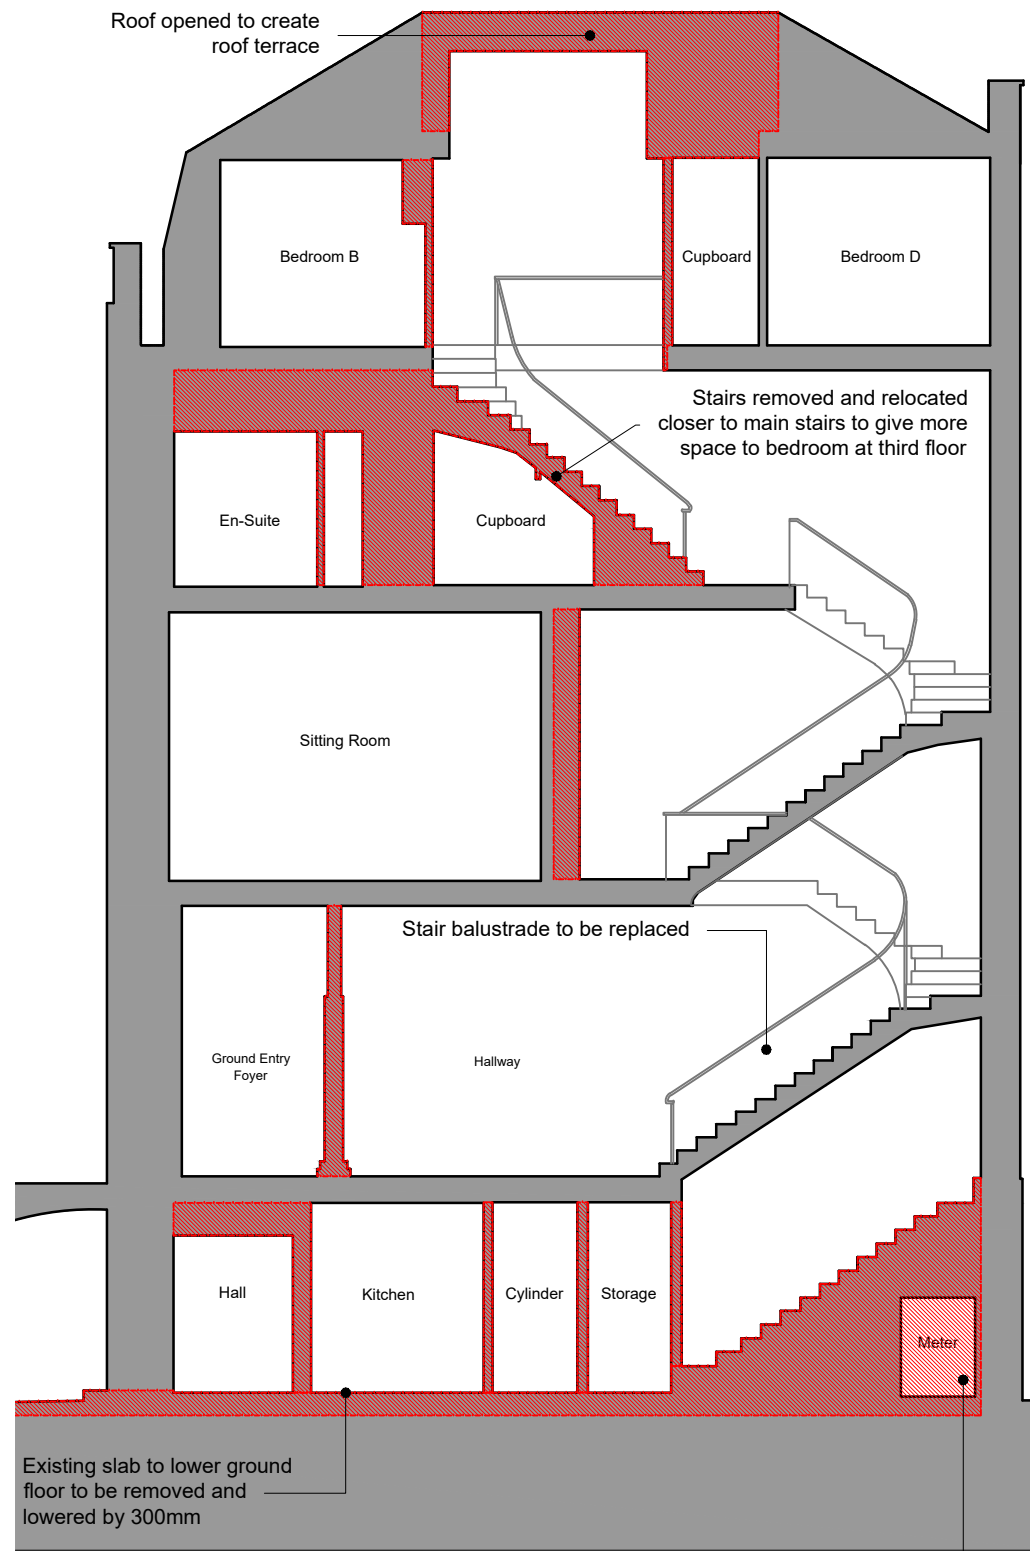 Roof opened to create
roof terrace
Bedroom B
Cupboard
Bedroom D
Stairs removed and relocated
closer to main stairs to give more
space to bedroom at third floor
En-Suite
Cupboard
Sitting Room
Stair balustrade to be replaced
Ground Entry
Foyer
Hallway
Hall
Kitchen
Cylinder
Storage
Meter
Existing slab to lower ground
floor to be removed and
lowered by 300mm